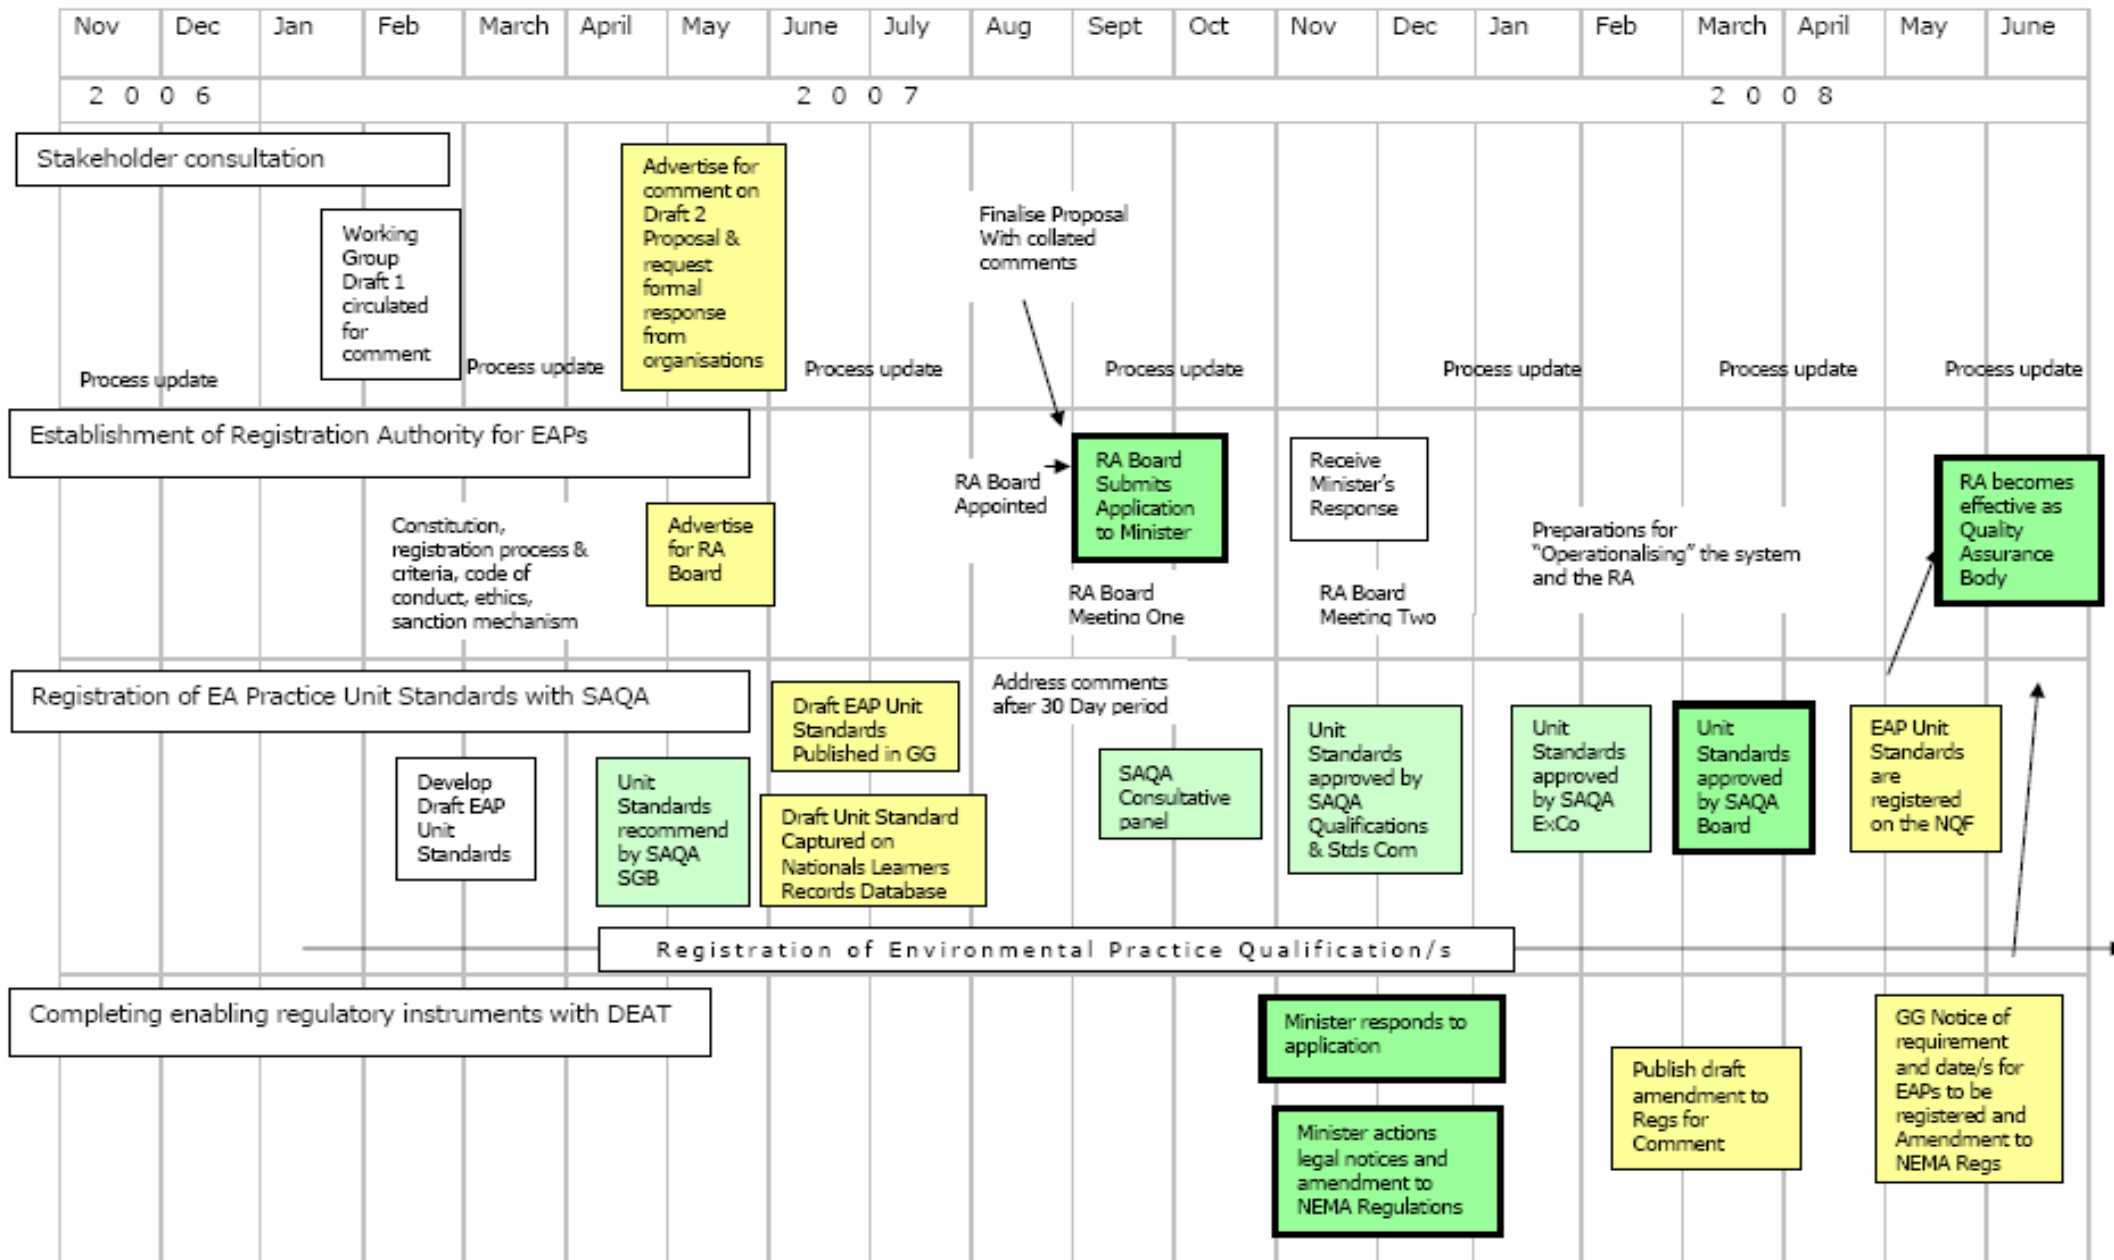 Nov Dec Jan Feb March April May June July Aug Sept Oct Nov Dec Jan Feb March April May June
2 0 0 6 2 0 0 7 2 0 0 8
Stakeholder consultation
Working
Group
Draft 1
circulated
for
comment
Advertise for
comment on
Draft 2
Proposal &
request
formal
response
from
organisations
Finalise Proposal
With collated
comments
Process update
Process update
Process update
Process update
Process update
Process update
Process update
Establishment of Registration Authority for EAPs
Constitution,
registration process &
criteria, code of
conduct, ethics,
sanction mechanism
Advertise
for RA
Board
RA Board
Appointed
RA Board
Submits
Application
to Minister
RA Board
Meeting One
Receive
Minister's
Response
RA Board
Meeting Two
Preparations for
"Operationalising" the system
and the RA
RA becomes
effective as
Quality
Assurance
Body
Registration of EA Practice Unit Standards with SAQA
Develop
Draft EAP
Unit
Standards
Unit
Standards
recommend
by SAQA
SGB
Draft EAP Unit
Standards
Published in GG
Draft Unit Standard
Captured on
Nationals Learners
Records Database
Address comments
after 30 Day period
SAQA
Consultative
panel
Unit
Standards
approved by
SAQA
Qualifications
& Stds Com
Unit
Standards
approved
by SAQA
ExCo
Unit
Standards
approved
by SAQA
Board
EAP Unit
Standards
are
registered
on the NQF
Registration of Environmental Practice Qualification/s
Completing enabling regulatory instruments with DEAT
Minister responds to
application
Minister actions
legal notices and
amendment to
NEMA Regulations
Publish draft
amendment to
Regs for
Comment
GG Notice of
requirement
and date/s for
EAPs to be
registered and
Amendment to
NEMA Regs